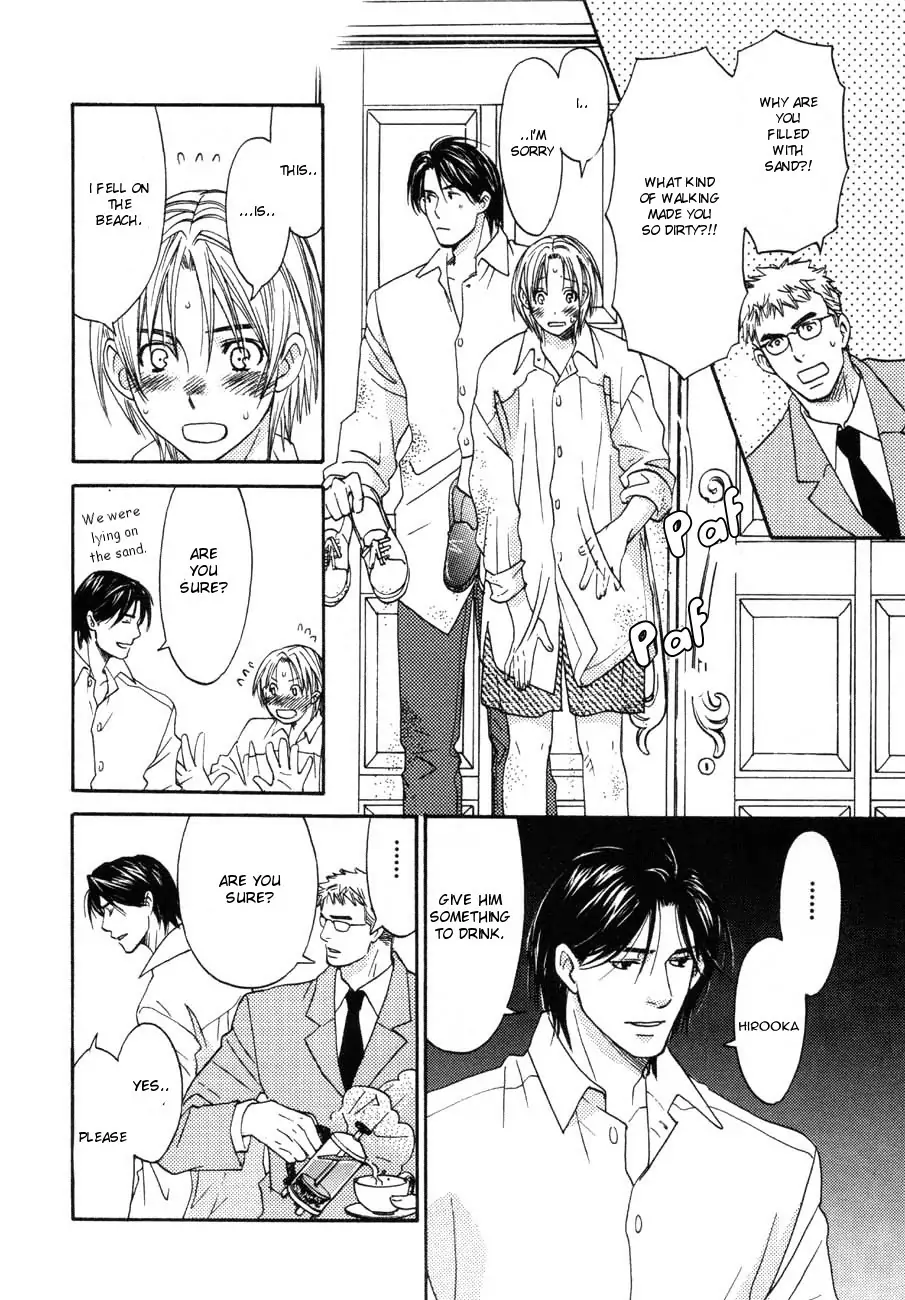 WHY ARE
YOU
FILLED
WITH
SAND?!
WHAT KIND
OF WALKING
MADE YOU
SO DIRTY?!!
I..
..I'M
SORRY
Paf
Paf
THIS..
...IS..
I FELL ON
THE
BEACH.
ARE
YOU
SURE?
We were
lying on
the sand.
......
HIROOKA
GIVE HIM
SOMETHING
TO DRINK.
......
ARE YOU
SURE?
YES..
PLEASE